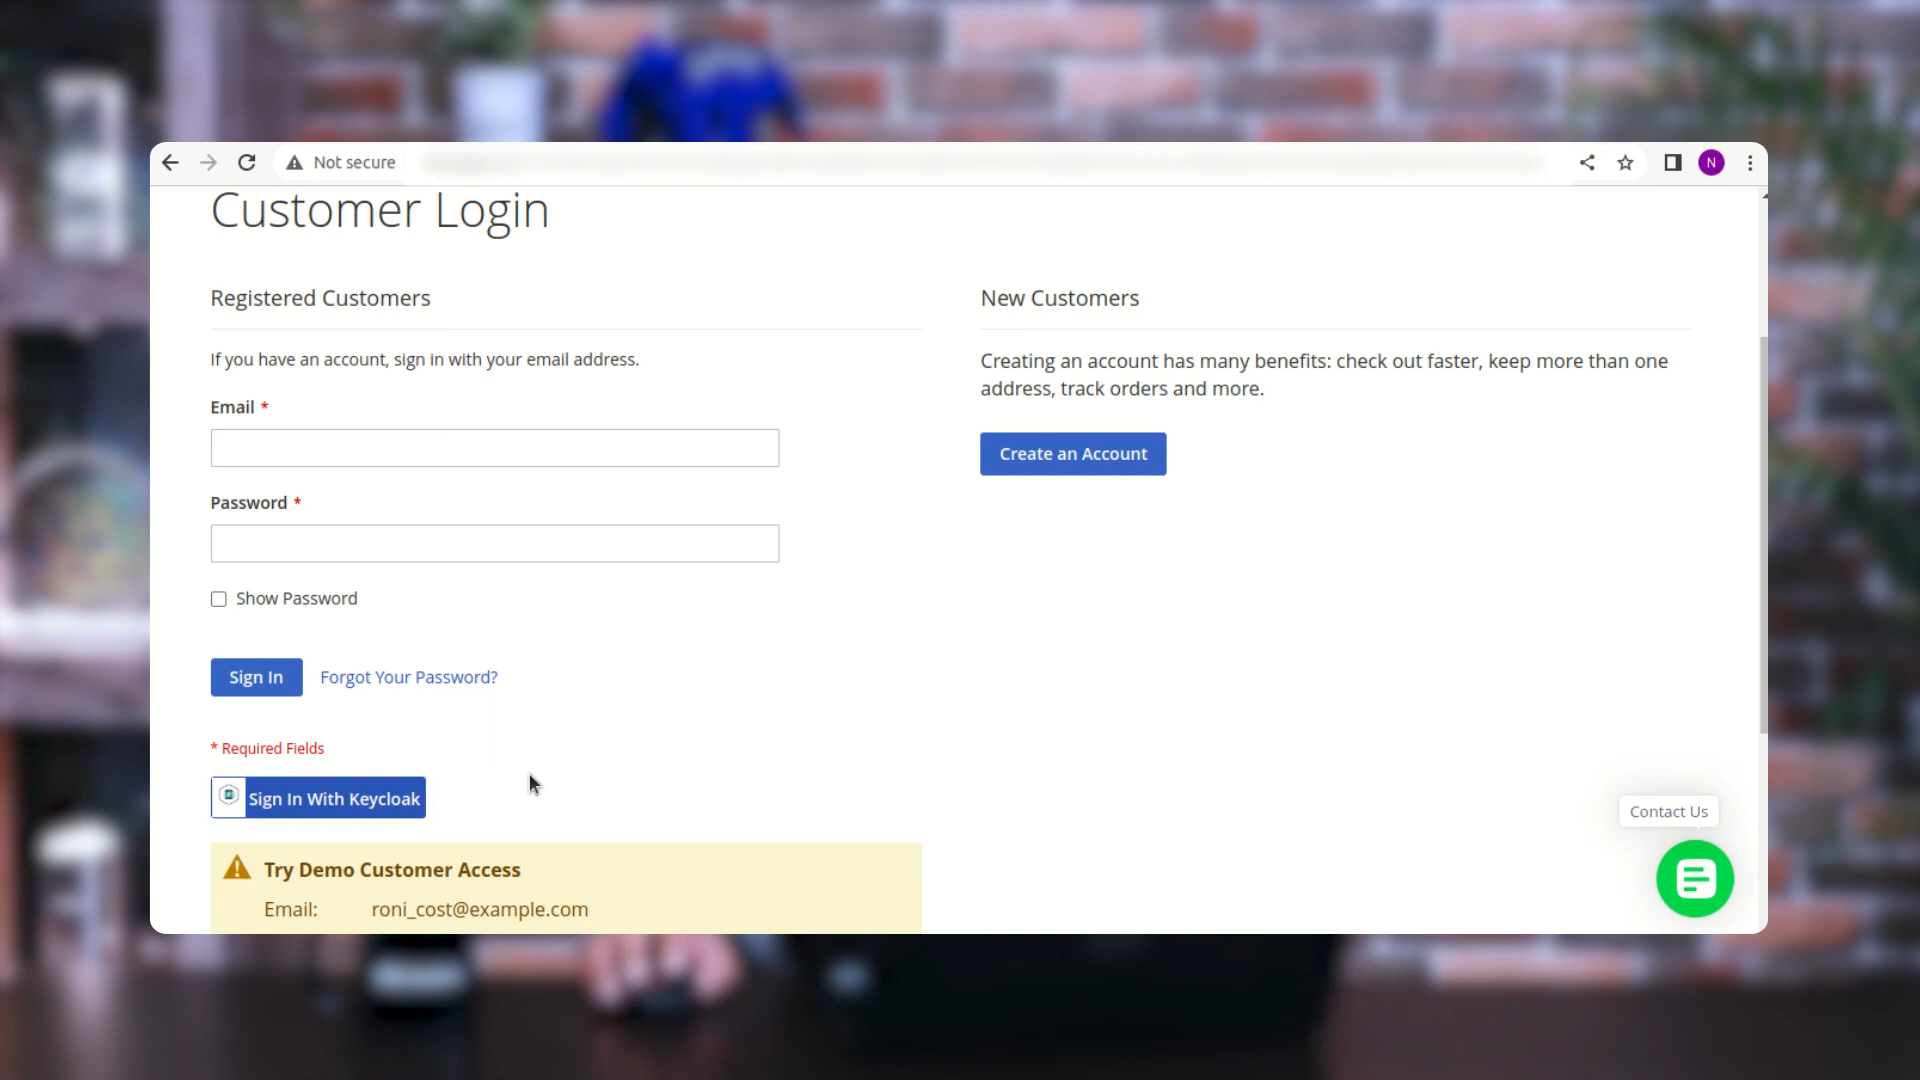 Not secure
N
Customer Login
Registered Customers
If you have an account, sign in with your email address.
Email *
Password *
Show Password
Sign In
Forgot Your Password?
* Required Fields
Sign In With Keycloak
Try Demo Customer Access
Email: roni_cost@example.com
New Customers
Creating an account has many benefits: check out faster, keep more than one
address, track orders and more.
Create an Account
Contact Us